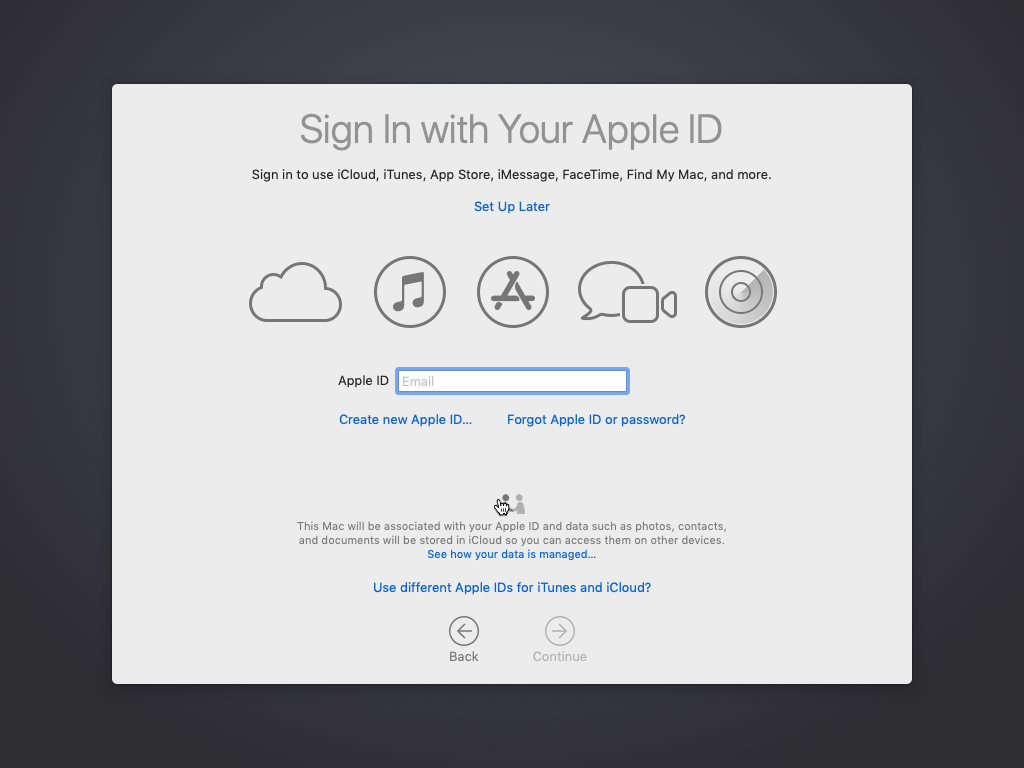 Sign In with Your Apple ID
Sign in to use iCloud, iTunes, App Store, iMessage, FaceTime, Find My Mac, and more.
Set Up Later
Apple ID Email
Create new Apple ID... Forgot Apple ID or password?
This Mac will be associated with your Apple ID and data such as photos, contacts,
and documents will be stored in iCloud so you can access them on other devices.
See how your data is managed...
Use different Apple IDs for iTunes and iCloud?
Back Continue